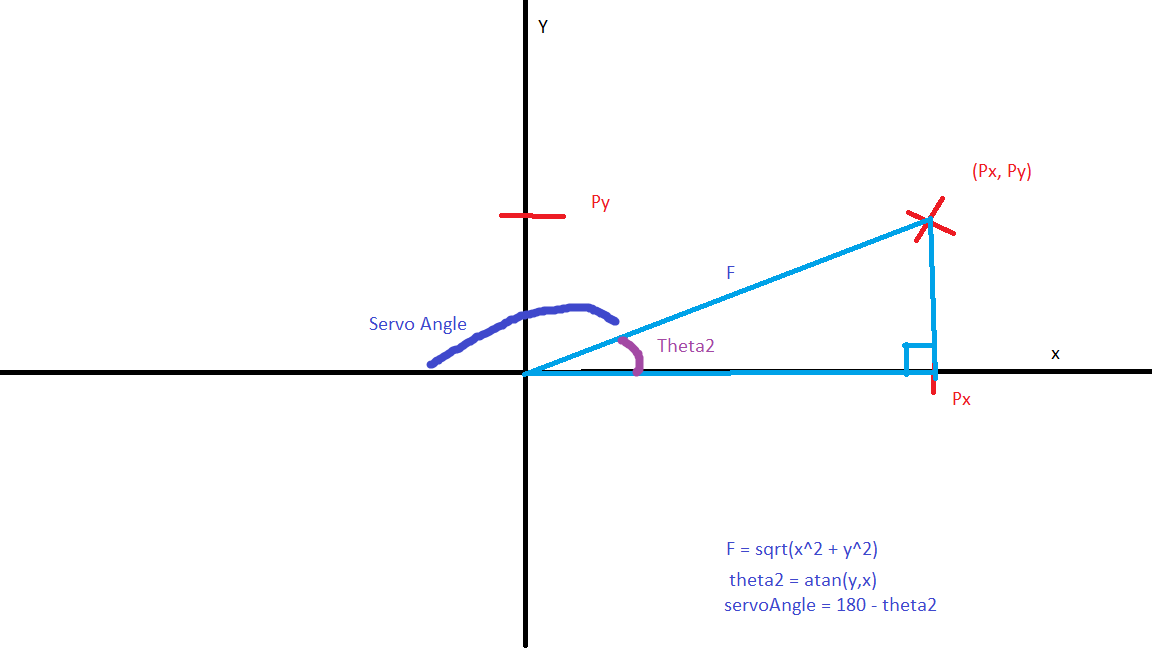 Y
(Px, Py)
Py
F
Servo Angle
Theta2
x
Px
F = sqrt(x^2 + y^2)
theta2 = atan(y,x)
servoAngle = 180 - theta2